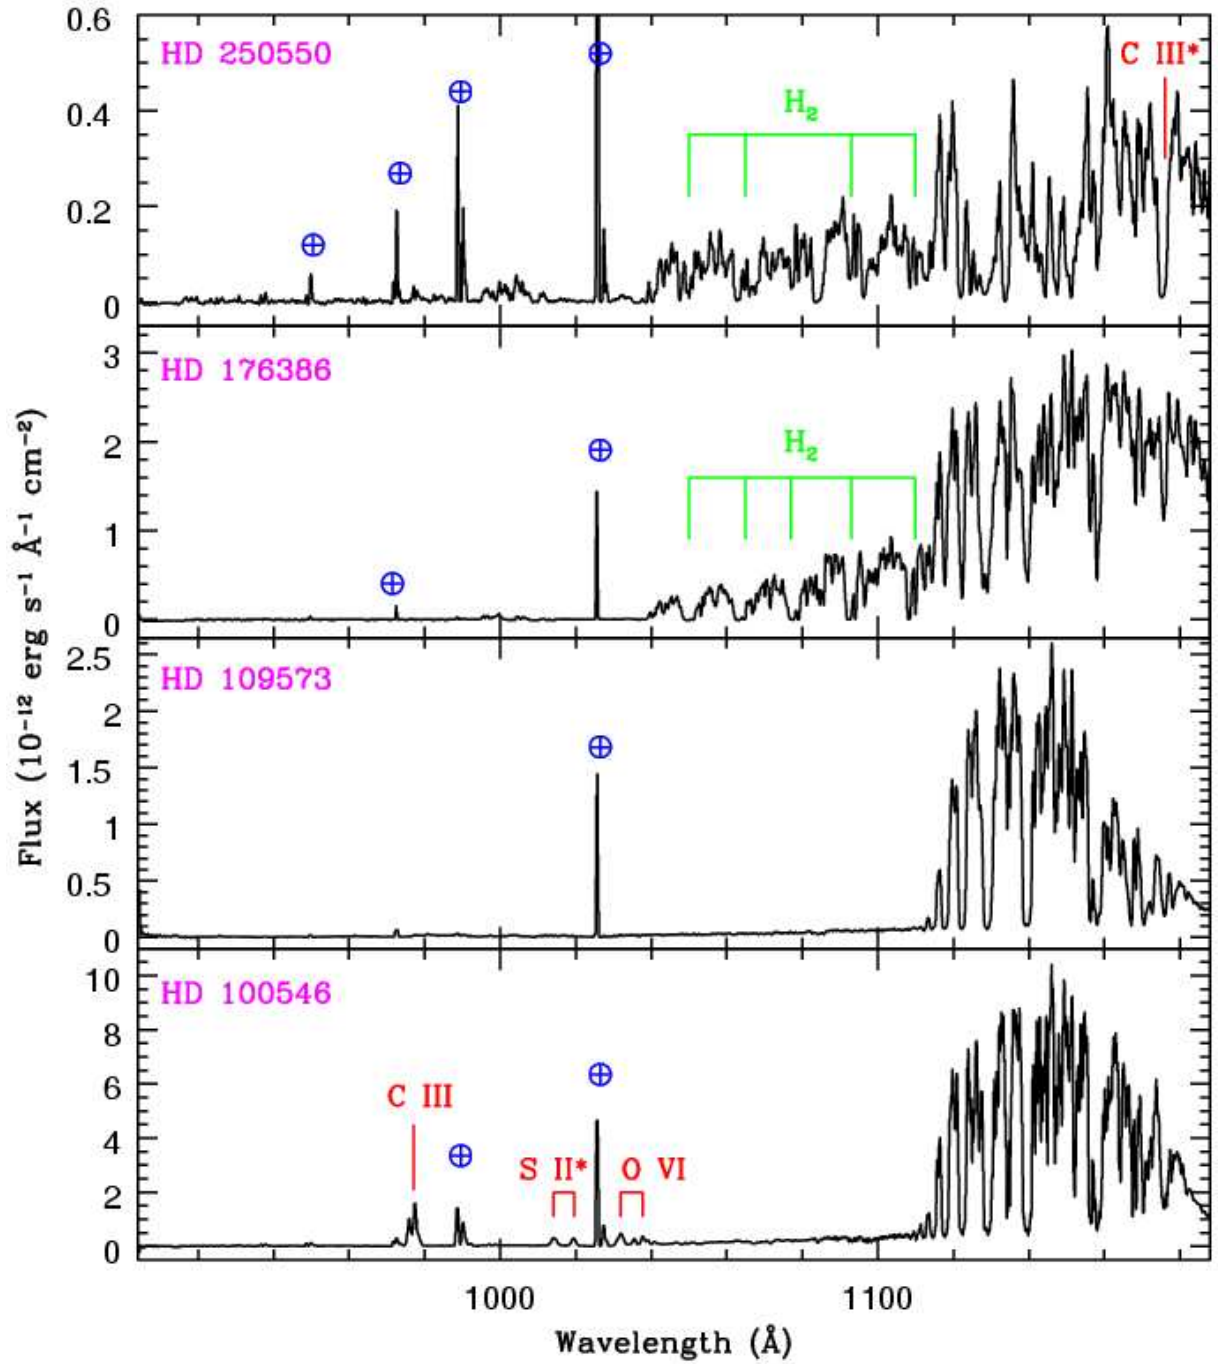 0.6
HD 250550
C III*
H₂
0.4
0.2
0
HD 176386
3
H₂
2
1
0
HD 109573
2.5
2
1.5
1
0.5
0
HD 100546
10
8
C III
6
4
S II* O VI
2
0
1000 1100
Wavelength (Å)
Flux (10⁻¹² erg s⁻¹ Å⁻¹ cm⁻²)